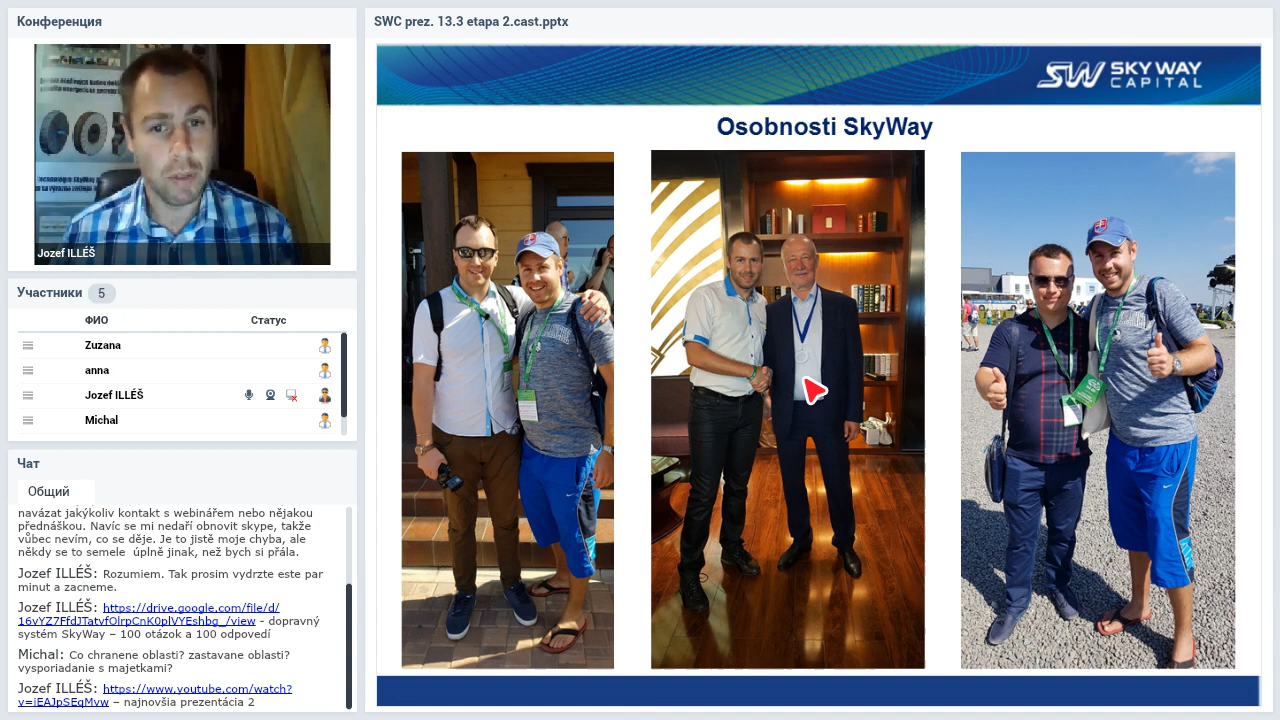 Конференция
Jozef ILLÉŠ
Участники 5
ФИО Статус
Zuzana
anna
Jozef ILLÉŠ
Michal
Чат
Общий
navázat jakýkoliv kontakt s webinářem nebo nějakou
přednáškou. Navíc se mi nedaří obnovit skype, takže
vůbec nevím, co se děje. Je to jistě moje chyba, ale
někdy se to semele úplně jinak, než bych si přála.
Jozef ILLÉŠ: Rozumiem. Tak prosim vydrzte este par
minut a zacneme.
Jozef ILLÉŠ: https://drive.google.com/file/d/
16vYZ7FfdJTatvfOlrpCnK0plVYEshbg_/view - dopravný
systém SkyWay – 100 otázok a 100 odpovedí
Michal: Co chranene oblasti? zastavane oblasti?
vysporiadanie s majetkami?
Jozef ILLÉŠ: https://www.youtube.com/watch?
v=iEAJpSEqMvw – najnovšia prezentácia 2
SWC prez. 13.3 etapa 2.cast.pptx
SW SKY WAY
CAPITAL
Osobnosti SkyWay